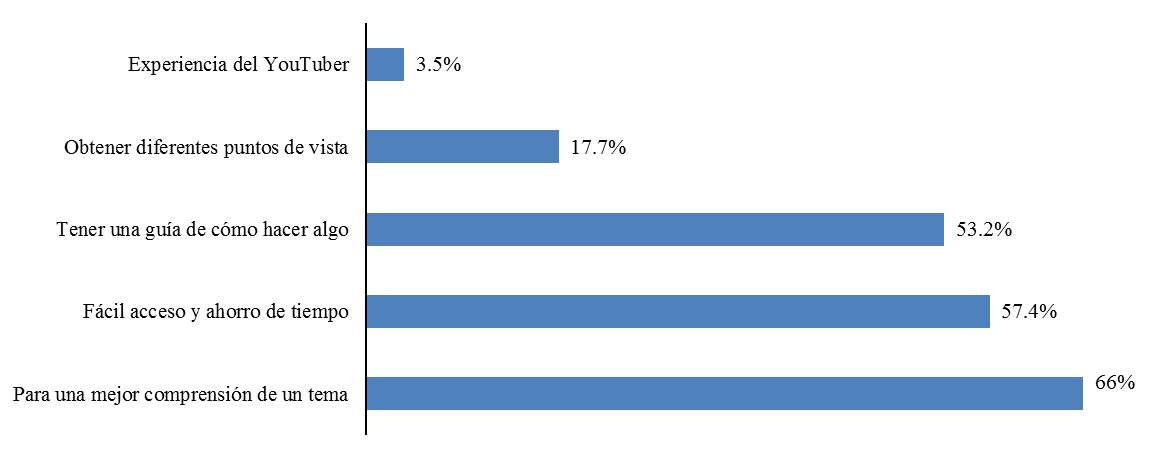 Experiencia del YouTuber 3.5%
Obtener diferentes puntos de vista 17.7%
Tener una guía de cómo hacer algo 53.2%
Fácil acceso y ahorro de tiempo 57.4%
Para una mejor comprensión de un tema 66%